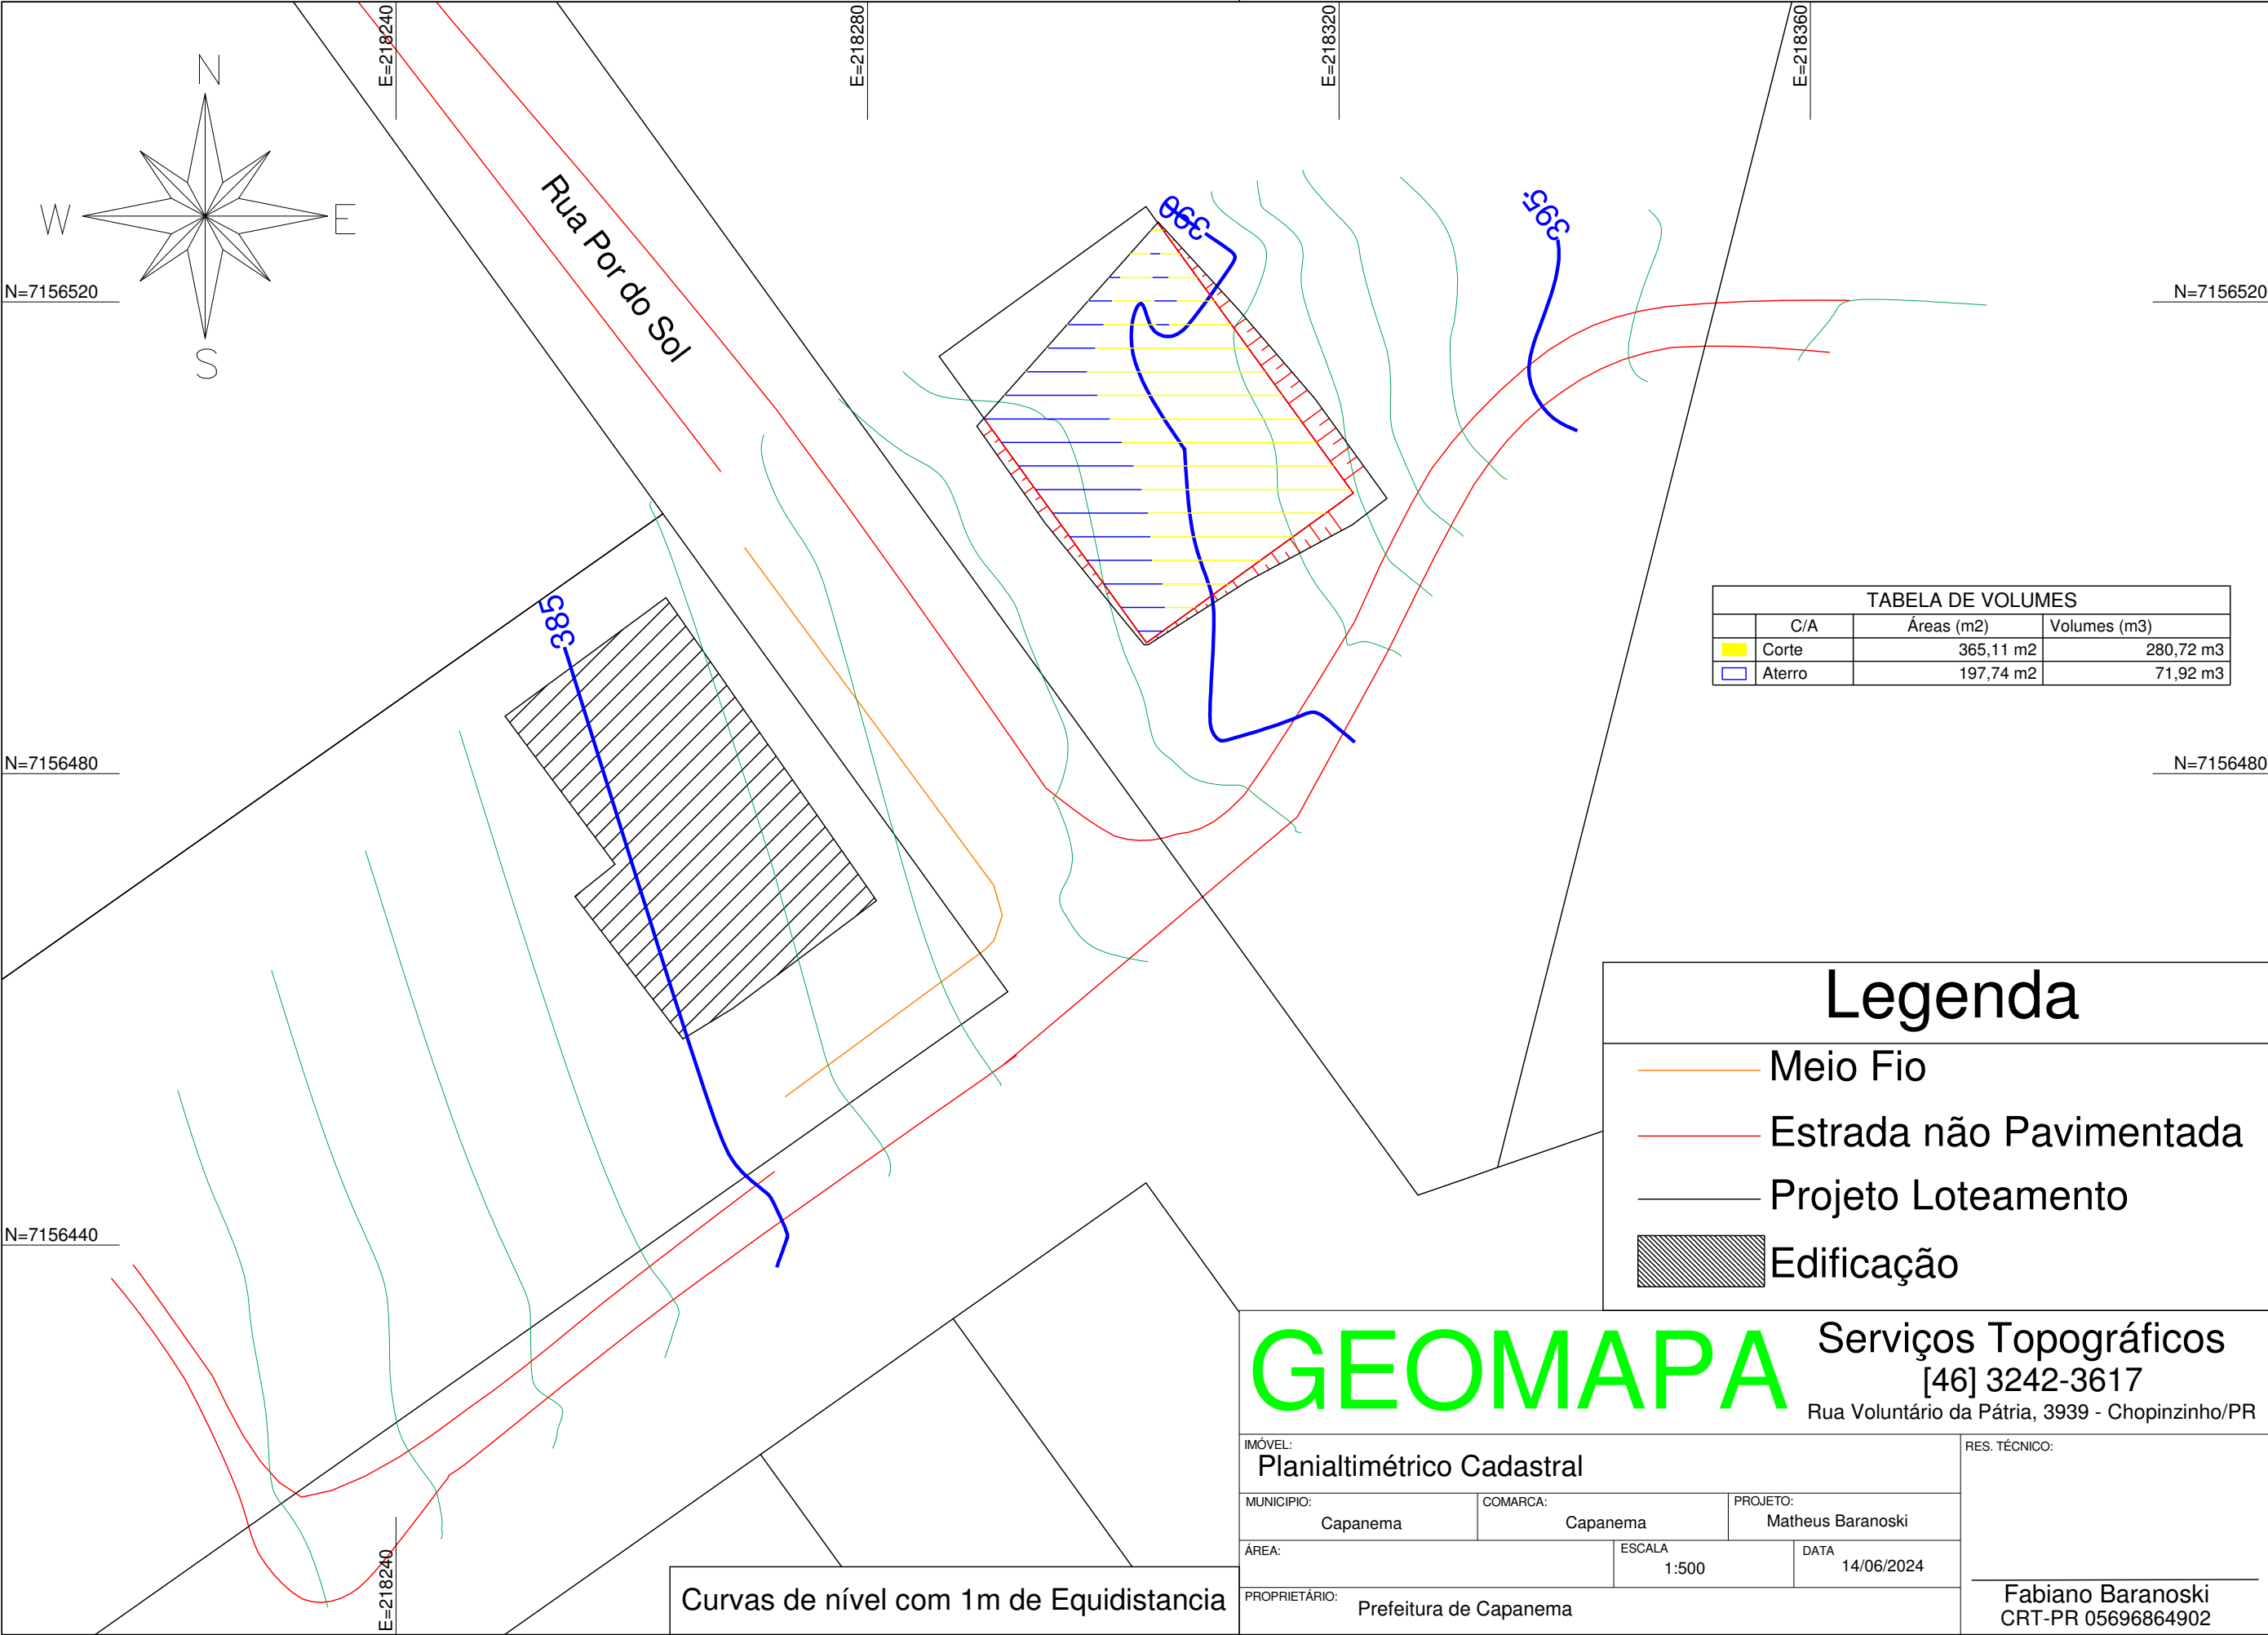 E=218240
E=218280
E=218320
E=218360
N
W
E
S
N=7156520
N=7156520
Rua Por do Sol
390
395
385
TABELA DE VOLUMES
C/A Áreas (m2) Volumes (m3)
Corte 365,11 m2 280,72 m3
Aterro 197,74 m2 71,92 m3
N=7156480
N=7156480
Legenda
Meio Fio
Estrada não Pavimentada
Projeto Loteamento
Edificação
N=7156440
E=218240
Curvas de nível com 1m de Equidistancia
GEOMAPA
Serviços Topográficos
[46] 3242-3617
Rua Voluntário da Pátria, 3939 - Chopinzinho/PR
IMÓVEL:
Planialtimétrico Cadastral
MUNICIPIO:
Capanema
COMARCA:
Capanema
PROJETO:
Matheus Baranoski
ÁREA:
ESCALA
1:500
DATA
14/06/2024
PROPRIETÁRIO:
Prefeitura de Capanema
RES. TÉCNICO:
Fabiano Baranoski
CRT-PR 05696864902